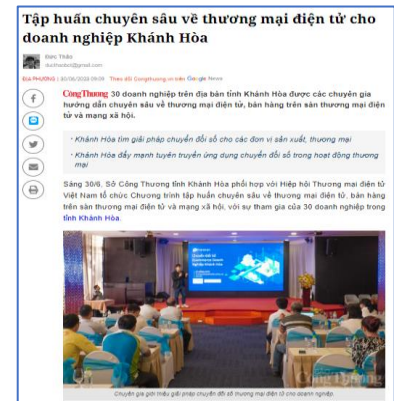 Tập huấn chuyên sâu về thương mại điện tử cho
doanh nghiệp Khánh Hòa
Đức Thảo
ĐỊA PHƯƠNG | 30/06/2023 09:09 Theo dõi Congthuong.vn trên Google News
CôngThương 30 doanh nghiệp trên địa bàn tỉnh Khánh Hòa được các chuyên gia
hướng dẫn chuyên sâu về thương mại điện tử, bán hàng trên sàn thương mại điện
tử và mạng xã hội.
Khánh Hòa tìm giải pháp chuyển đổi số cho các đơn vị sản xuất, thương mại
Khánh Hòa đẩy mạnh tuyên truyền ứng dụng chuyển đổi số trong hoạt động thương
mại
Sáng 30/6, Sở Công Thương tỉnh Khánh Hòa phối hợp với Hiệp hội Thương mại điện tử
Việt Nam tổ chức Chương trình tập huấn chuyên sâu về thương mại điện tử, bán hàng
trên sàn thương mại điện tử và mạng xã hội, với sự tham gia của 30 doanh nghiệp trong
tỉnh Khánh Hòa.
Công Thương
Chuyên gia giới thiệu giải pháp chuyển đổi số thương mại điện tử cho doanh nghiệp.